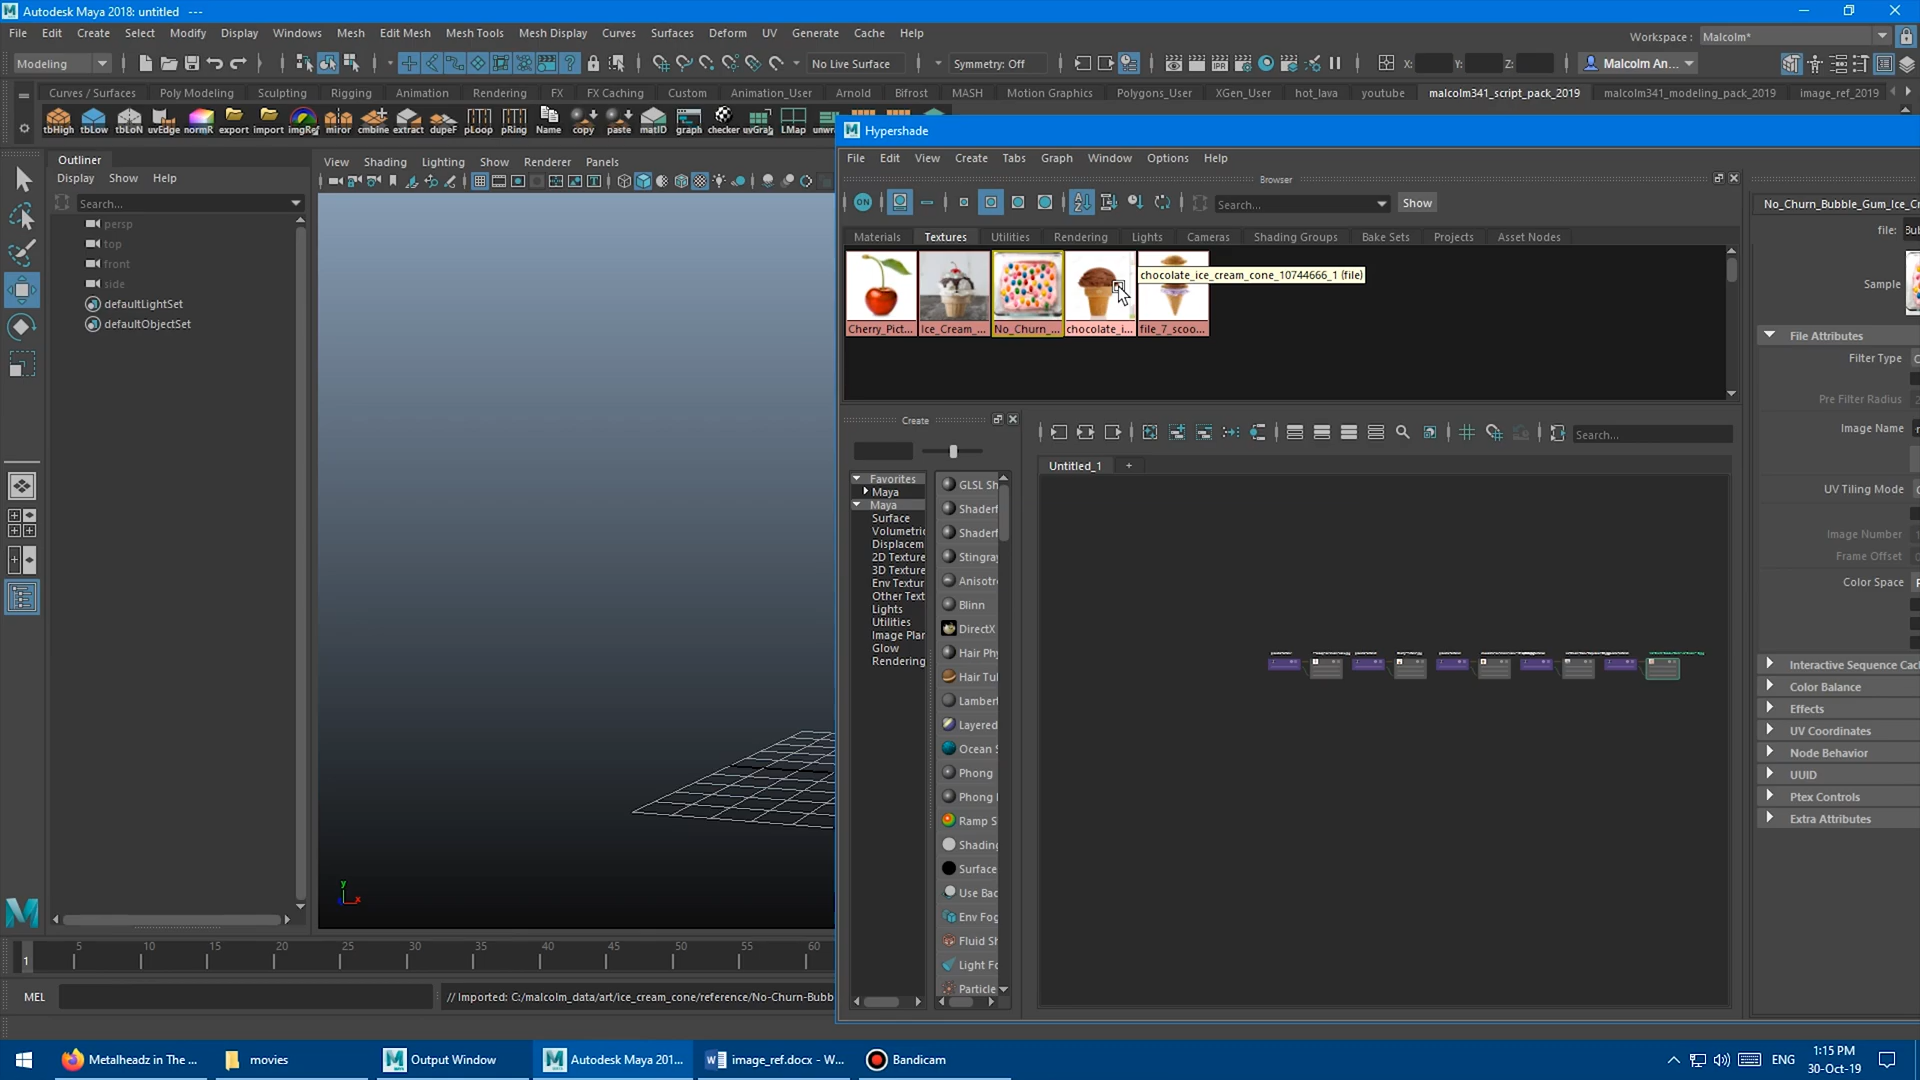 Autodesk Maya 2018: untitled   ---
File Edit Create Select Modify Display Windows Mesh Edit Mesh Mesh Tools Mesh Display Curves Surfaces Deform UV Generate Cache Help
Workspace : Malcolm*
Modeling
No Live Surface
Symmetry: Off
X: Y: Z:
Malcolm An...
Curves / Surfaces Poly Modeling Sculpting Rigging Animation Rendering FX FX Caching Custom Animation_User Arnold Bifrost MASH Motion Graphics Polygons_User XGen_User hot_lava youtube malcolm341_script_pack_2019 malcolm341_modeling_pack_2019 image_ref_2019
tbHigh tbLow tbLoN uvEdge normR export import imgRef mirror cmbine extract dupeF pLoop pRing Name copy paste matID graph checker uvGraj LMap unwra
Hypershade
Outliner
Display Show Help
Search...
persp
top
front
side
defaultLightSet
defaultObjectSet
View Shading Lighting Show Renderer Panels
File Edit View Create Tabs Graph Window Options Help
Browser
ON
Search...
Show
Materials Textures Utilities Rendering Lights Cameras Shading Groups Bake Sets Projects Asset Nodes
chocolate_ice_cream_cone_10744666_1 (file)
Cherry_Pict... Ice_Cream_... No_Churn_... chocolate_i... file_7_scoo...
Create
Search...
Untitled_1 +
Favorites
Maya
Maya
Surface
Volumetric
Displacem
2D Texture
3D Texture
Env Textur
Other Text
Lights
Utilities
Image Plan
Glow
Rendering
GLSL Sh
Shaderf
Shaderf
Stingray
Anisotr
Blinn
DirectX
Hair Phy
Hair Tul
Lambert
Layered
Ocean S
Phong
Phong E
Ramp S
Shading
Surface
Use Bac
Env Fog
Fluid Sh
Light Fo
Particle
No_Churn_Bubble_Gum_Ice_Cr
file: Bub
Sample
File Attributes
Filter Type
Pre Filter Radius
Image Name
UV Tiling Mode
Image Number
Frame Offset
Color Space
Interactive Sequence Cac
Color Balance
Effects
UV Coordinates
Node Behavior
UUID
Ptex Controls
Extra Attributes
y
x
5 10 15 20 25 30 35 40 45 50 55 60
1
MEL
// Imported: C:/malcolm_data/art/ice_cream_cone/reference/No-Churn-Bubb
Metalheadz in The ...
movies
Output Window
Autodesk Maya 201...
image_ref.docx - W...
Bandicam
ENG
1:15 PM
30-Oct-19